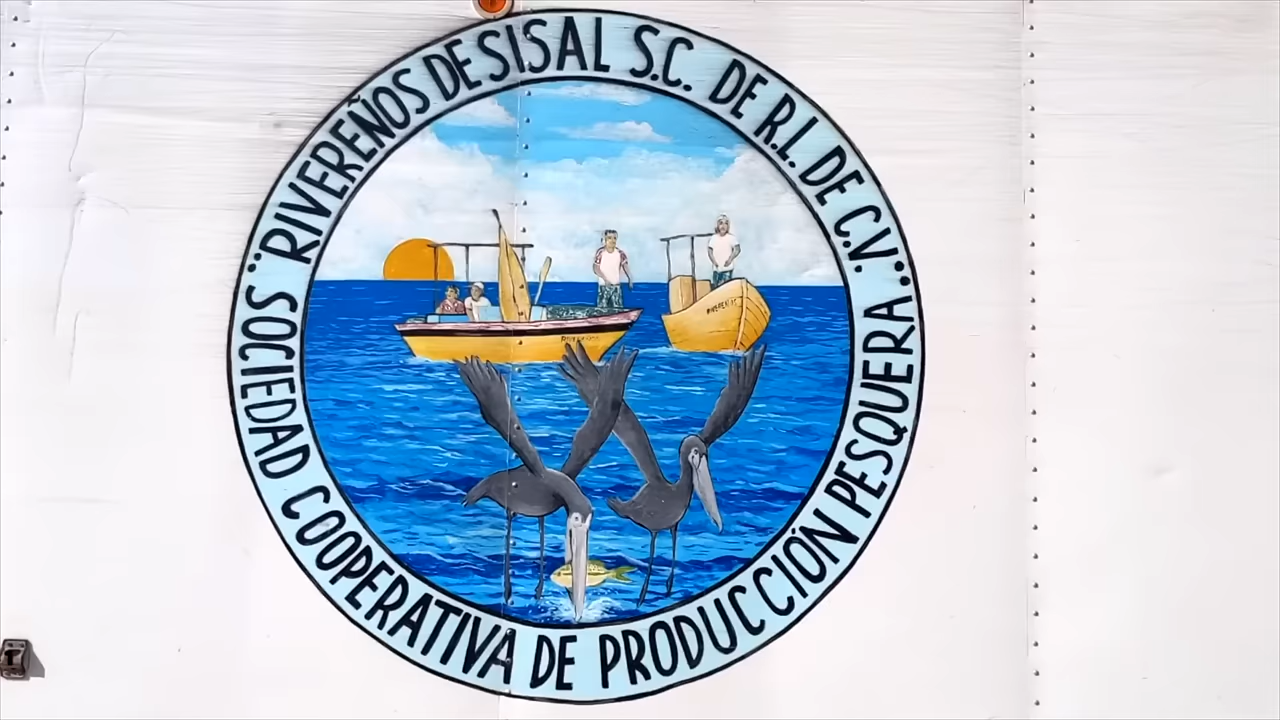 SOCIEDAD COOPERATIVA DE PRODUCCIÓN PESQUERA
¨RIVEREÑOS DE SISAL S.C. DE R.L. DE C.V.¨